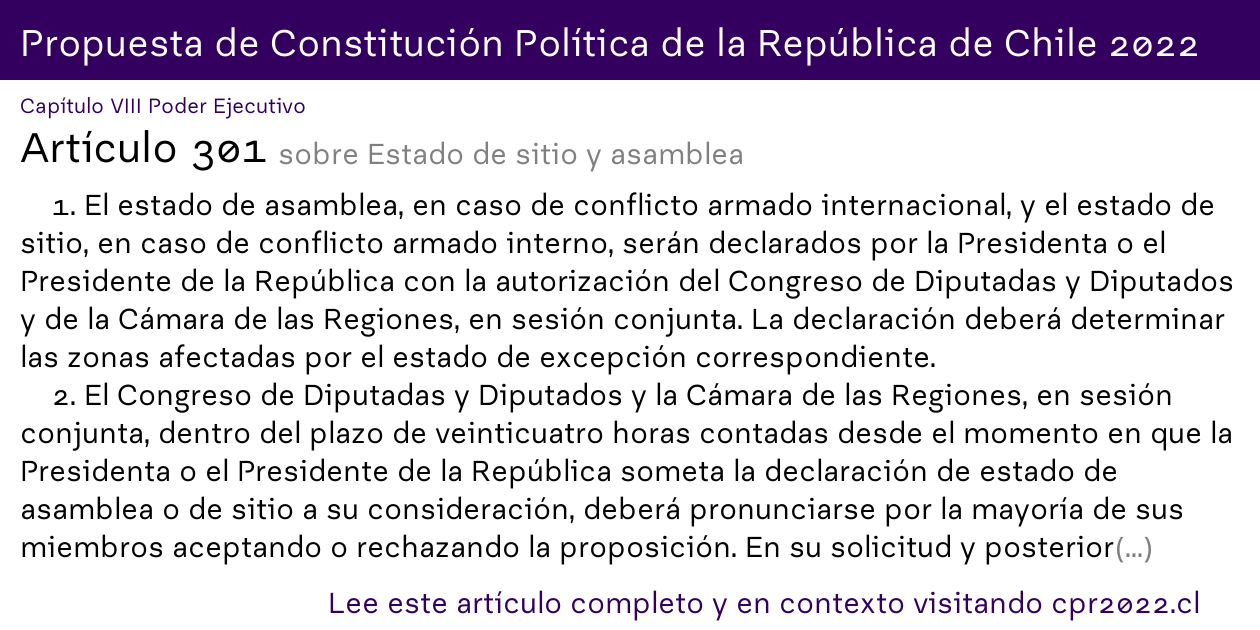 Propuesta de Constitución Política de la República de Chile 2022
Capítulo VIII Poder Ejecutivo
Artículo 301 sobre Estado de sitio y asamblea
1. El estado de asamblea, en caso de conflicto armado internacional, y el estado de
sitio, en caso de conflicto armado interno, serán declarados por la Presidenta o el
Presidente de la República con la autorización del Congreso de Diputadas y Diputados
y de la Cámara de las Regiones, en sesión conjunta. La declaración deberá determinar
las zonas afectadas por el estado de excepción correspondiente.
2. El Congreso de Diputadas y Diputados y la Cámara de las Regiones, en sesión
conjunta, dentro del plazo de veinticuatro horas contadas desde el momento en que la
Presidenta o el Presidente de la República someta la declaración de estado de
asamblea o de sitio a su consideración, deberá pronunciarse por la mayoría de sus
miembros aceptando o rechazando la proposición. En su solicitud y posterior(...)
Lee este artículo completo y en contexto visitando cpr2022.cl